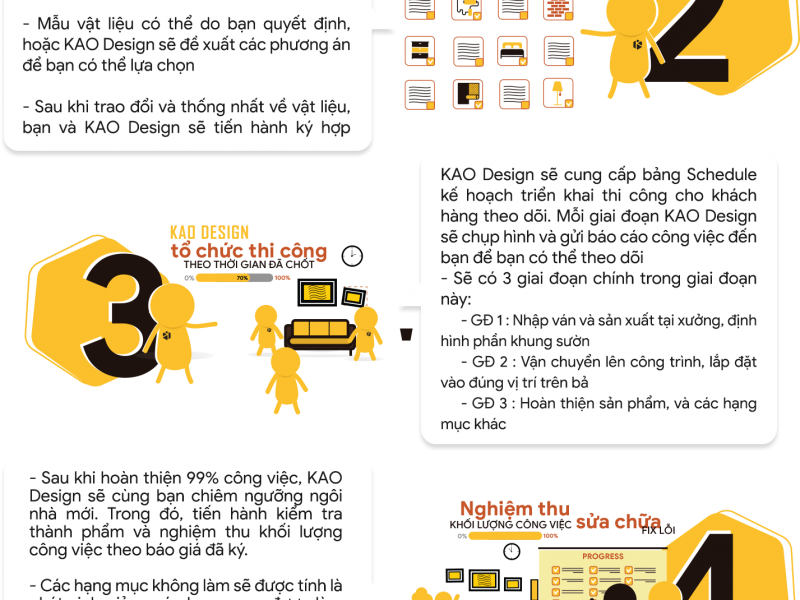 - Mẫu vật liệu có thể do bạn quyết định,
hoặc KAO Design sẽ đề xuất các phương án
để bạn có thể lựa chọn
- Sau khi trao đổi và thống nhất về vật liệu,
bạn và KAO Design sẽ tiến hành ký hợp
2
KAO Design sẽ cung cấp bảng Schedule
kế hoạch triển khai thi công cho khách
hàng theo dõi. Mỗi giai đoạn KAO Design
sẽ chụp hình và gửi báo cáo công việc đến
bạn để bạn có thể theo dõi
- Sẽ có 3 giai đoạn chính trong giai đoạn
này:
- GĐ 1 : Nhập ván và sản xuất tại xưởng, định
hình phần khung sườn
- GĐ 2 : Vận chuyển lên công trình, lắp đặt
vào đúng vị trí trên bả
- GĐ 3 : Hoàn thiện sản phẩm, và các hạng
mục khác
3
KAO DESIGN
tổ chức thi công
THEO THỜI GIAN ĐÃ CHỐT
0% 70% 100%
- Sau khi hoàn thiện 99% công việc, KAO
Design sẽ cùng bạn chiêm ngưỡng ngôi
nhà mới. Trong đó, tiến hành kiểm tra
thành phẩm và nghiệm thu khối lượng
công việc theo báo giá đã ký.
- Các hạng mục không làm sẽ được tính là
Nghiệm thu
KHỐI LƯỢNG CÔNG VIỆC sửa chữa
FIX LỖI
0% 100%
PROGRESS
4